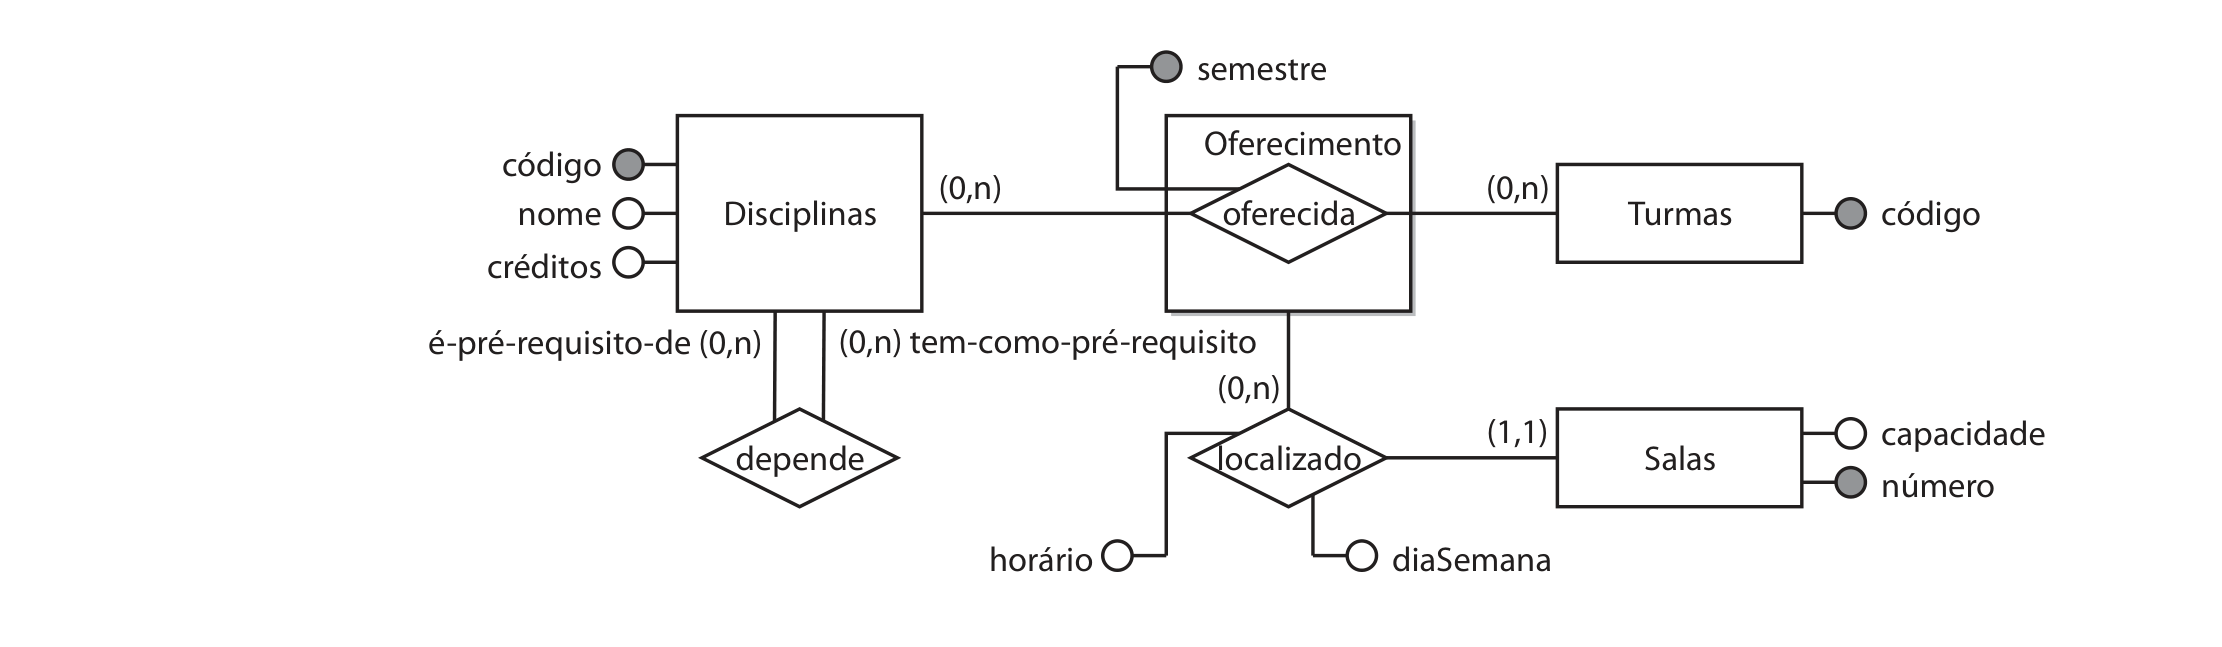 semestre
Oferecimento
código
nome
créditos
Disciplinas
(0,n)
oferecida
(0,n)
Turmas
código
é-pré-requisito-de (0,n)
(0,n) tem-como-pré-requisito
(0,n)
depende
localizado
(1,1)
Salas
capacidade
número
horário
diaSemana